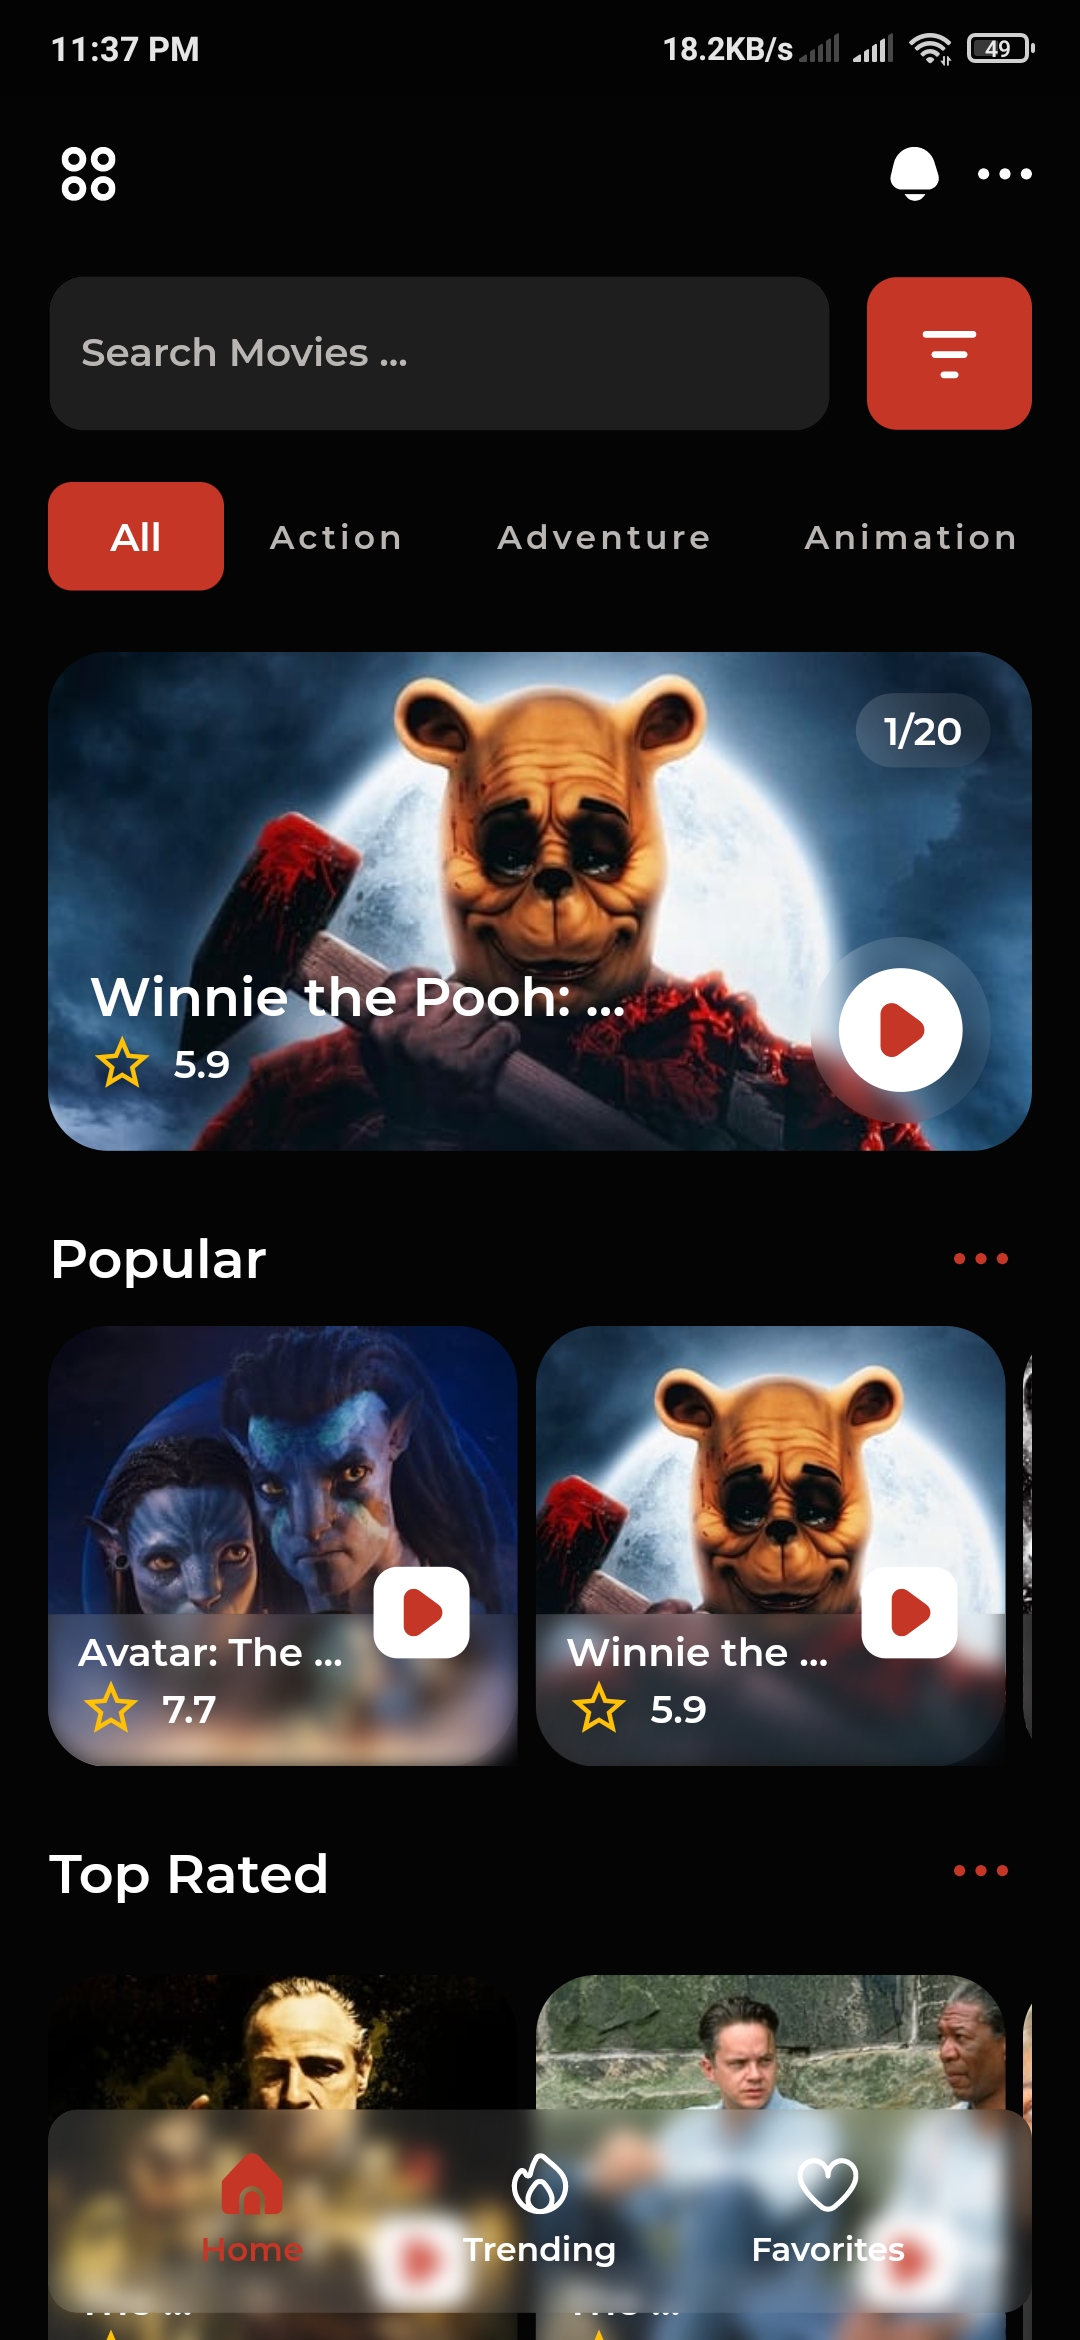 11:37 PM
18.2KB/s
49
Search Movies ...
All
Action
Adventure
Animation
1/20
Winnie the Pooh: ...
5.9
Popular
Avatar: The ...
7.7
Winnie the ...
5.9
Top Rated
Home
Trending
Favorites